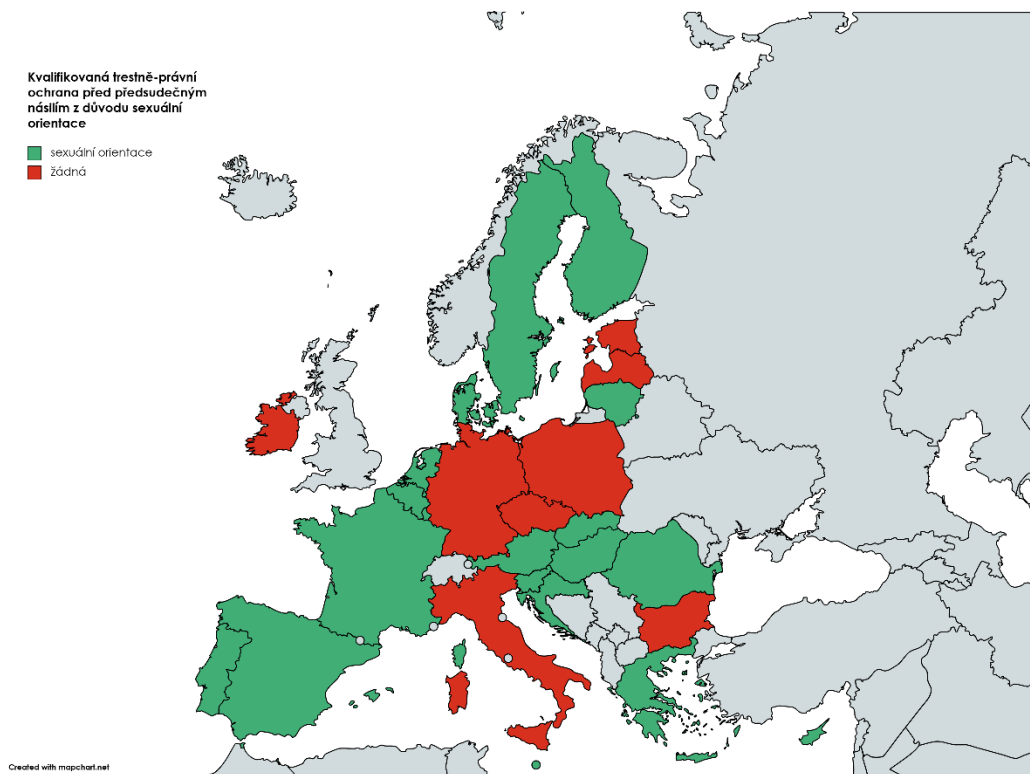 Kvalifikovaná trestně-právní
ochrana před předsudečným
násilím z důvodu sexuální
orientace
sexuální orientace
žádná
Created with mapchart.net